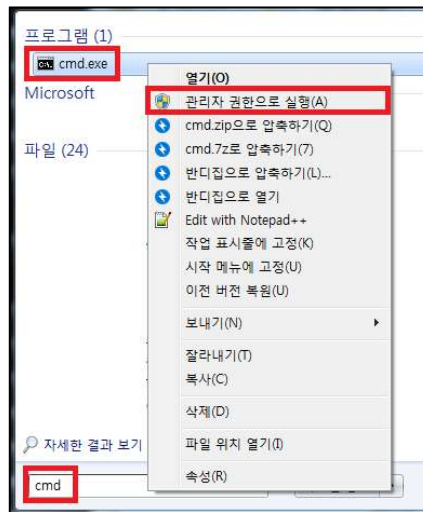 프로그램 (1)
cmd.exe
Microsoft
파일 (24)
열기(O)
관리자 권한으로 실행(A)
cmd.zip으로 압축하기(Q)
cmd.7z로 압축하기(7)
반디집으로 압축하기(L)...
반디집으로 열기
Edit with Notepad++
작업 표시줄에 고정(K)
시작 메뉴에 고정(U)
이전 버전 복원(U)
보내기(N)
잘라내기(T)
복사(C)
삭제(D)
파일 위치 열기(I)
속성(R)
자세한 결과 보기
cmd